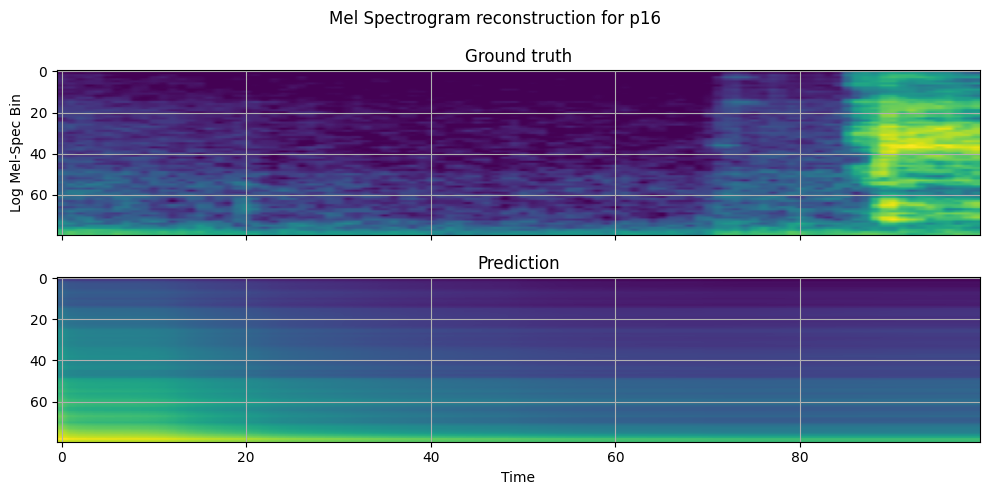 Mel Spectrogram reconstruction for p16
Ground truth
0
20
40
60
Log Mel-Spec Bin
Prediction
0
20
40
60
0 20 40 60 80
Time